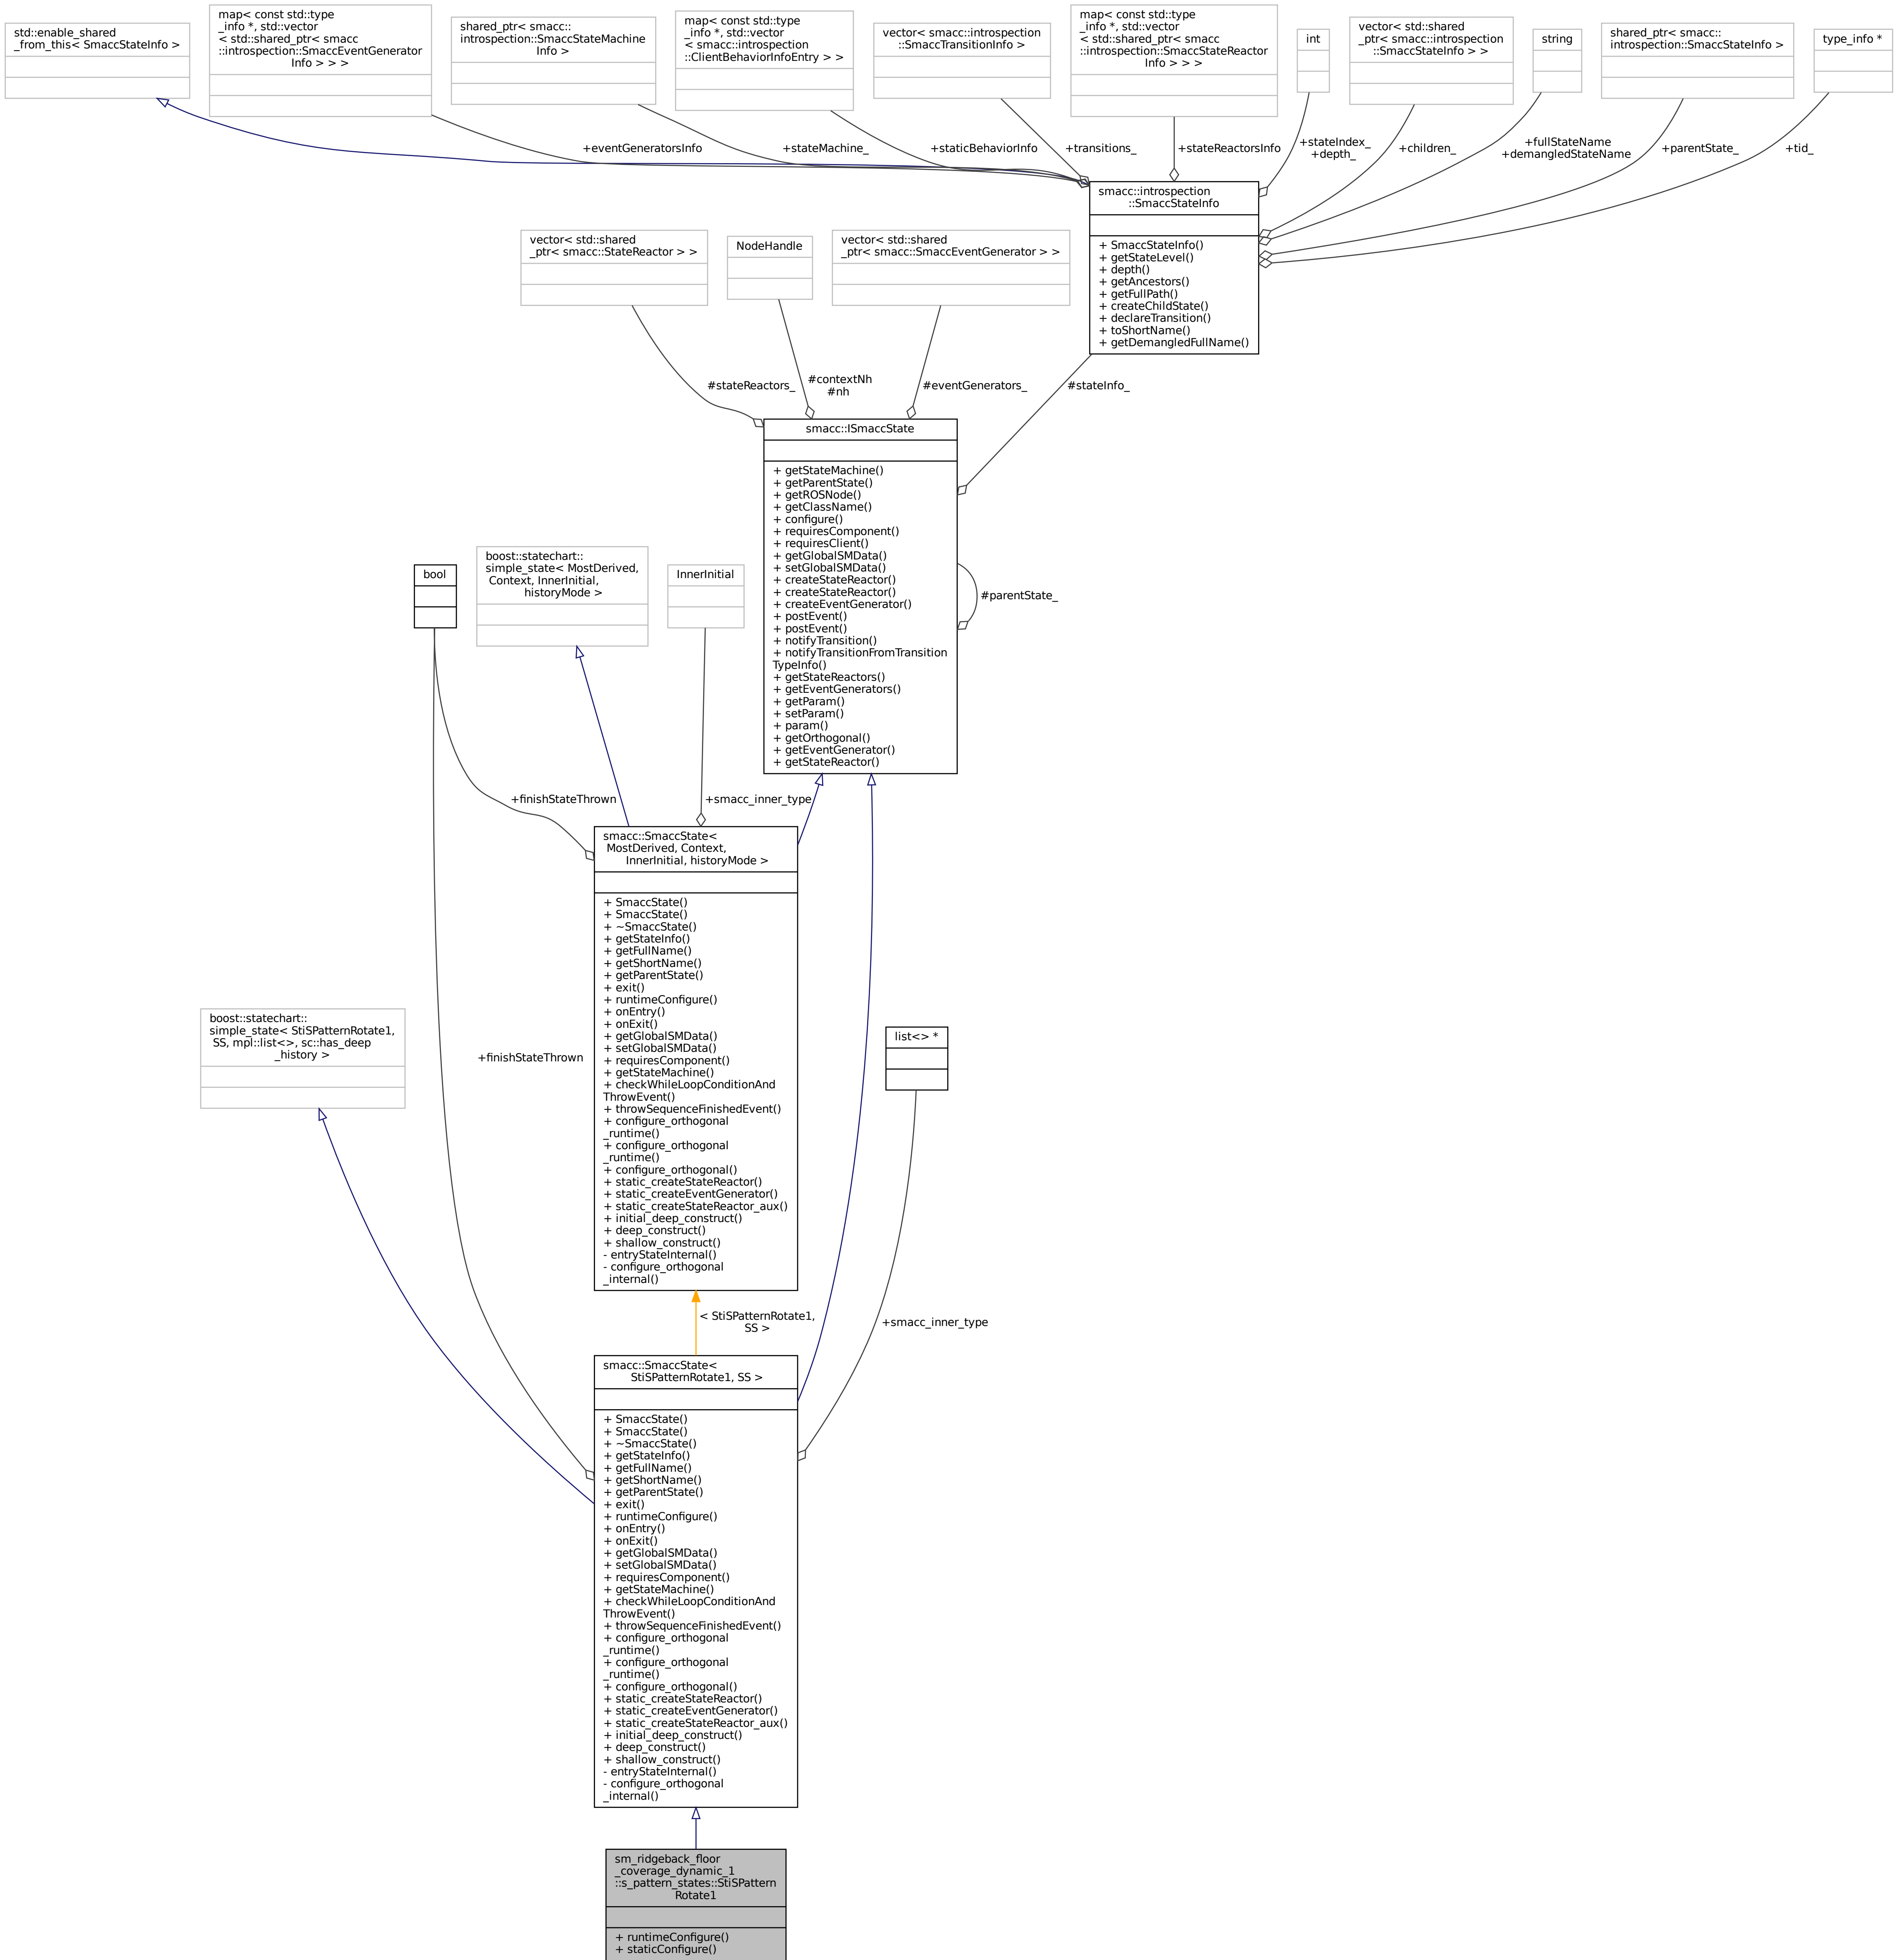 std::enable_shared
_from_this< SmaccStateInfo >
map< const std::type
_info *, std::vector
< std::shared_ptr< smacc
::introspection::SmaccEventGenerator
Info > > >
shared_ptr< smacc::
introspection::SmaccStateMachine
Info >
map< const std::type
_info *, std::vector
< smacc::introspection
::ClientBehaviorInfoEntry > >
vector< smacc::introspection
::SmaccTransitionInfo >
map< const std::type
_info *, std::vector
< std::shared_ptr< smacc
::introspection::SmaccStateReactor
Info > > >
int
vector< std::shared
_ptr< smacc::introspection
::SmaccStateInfo > >
string
shared_ptr< smacc::
introspection::SmaccStateInfo >
type_info *
+eventGeneratorsInfo
+stateMachine_
+staticBehaviorInfo
+transitions_
+stateReactorsInfo
+stateIndex_
+depth_
+children_
+fullStateName
+demangledStateName
+parentState_
+tid_
smacc::introspection
::SmaccStateInfo
+ SmaccStateInfo()
+ getStateLevel()
+ depth()
+ getAncestors()
+ getFullPath()
+ createChildState()
+ declareTransition()
+ toShortName()
+ getDemangledFullName()
vector< std::shared
_ptr< smacc::StateReactor > >
NodeHandle
vector< std::shared
_ptr< smacc::SmaccEventGenerator > >
#stateReactors_
#contextNh
#nh
#eventGenerators_
#stateInfo_
smacc::ISmaccState
+ getStateMachine()
+ getParentState()
+ getROSNode()
+ getClassName()
+ configure()
+ requiresComponent()
+ requiresClient()
+ getGlobalSMData()
+ setGlobalSMData()
+ createStateReactor()
+ createStateReactor()
+ createEventGenerator()
+ postEvent()
+ postEvent()
+ notifyTransition()
+ notifyTransitionFromTransition
TypeInfo()
+ getStateReactors()
+ getEventGenerators()
+ getParam()
+ setParam()
+ param()
+ getOrthogonal()
+ getEventGenerator()
+ getStateReactor()
#parentState_
bool
boost::statechart::
simple_state< MostDerived,
Context, InnerInitial,
historyMode >
InnerInitial
+finishStateThrown
+smacc_inner_type
smacc::SmaccState<
MostDerived, Context,
InnerInitial, historyMode >
+ SmaccState()
+ SmaccState()
+ ~SmaccState()
+ getStateInfo()
+ getFullName()
+ getShortName()
+ getParentState()
+ exit()
+ runtimeConfigure()
+ onEntry()
+ onExit()
+ getGlobalSMData()
+ setGlobalSMData()
+ requiresComponent()
+ getStateMachine()
+ checkWhileLoopConditionAnd
ThrowEvent()
+ throwSequenceFinishedEvent()
+ configure_orthogonal
_runtime()
+ configure_orthogonal
_runtime()
+ configure_orthogonal()
+ static_createStateReactor()
+ static_createEventGenerator()
+ static_createStateReactor_aux()
+ initial_deep_construct()
+ deep_construct()
+ shallow_construct()
- entryStateInternal()
- configure_orthogonal
_internal()
boost::statechart::
simple_state< StiSPatternRotate1,
SS, mpl::list<>, sc::has_deep
_history >
+finishStateThrown
list<> *
< StiSPatternRotate1,
SS >
+smacc_inner_type
smacc::SmaccState<
StiSPatternRotate1, SS >
+ SmaccState()
+ SmaccState()
+ ~SmaccState()
+ getStateInfo()
+ getFullName()
+ getShortName()
+ getParentState()
+ exit()
+ runtimeConfigure()
+ onEntry()
+ onExit()
+ getGlobalSMData()
+ setGlobalSMData()
+ requiresComponent()
+ getStateMachine()
+ checkWhileLoopConditionAnd
ThrowEvent()
+ throwSequenceFinishedEvent()
+ configure_orthogonal
_runtime()
+ configure_orthogonal
_runtime()
+ configure_orthogonal()
+ static_createStateReactor()
+ static_createEventGenerator()
+ static_createStateReactor_aux()
+ initial_deep_construct()
+ deep_construct()
+ shallow_construct()
- entryStateInternal()
- configure_orthogonal
_internal()
sm_ridgeback_floor
_coverage_dynamic_1
::s_pattern_states::StiSPattern
Rotate1
+ runtimeConfigure()
+ staticConfigure()